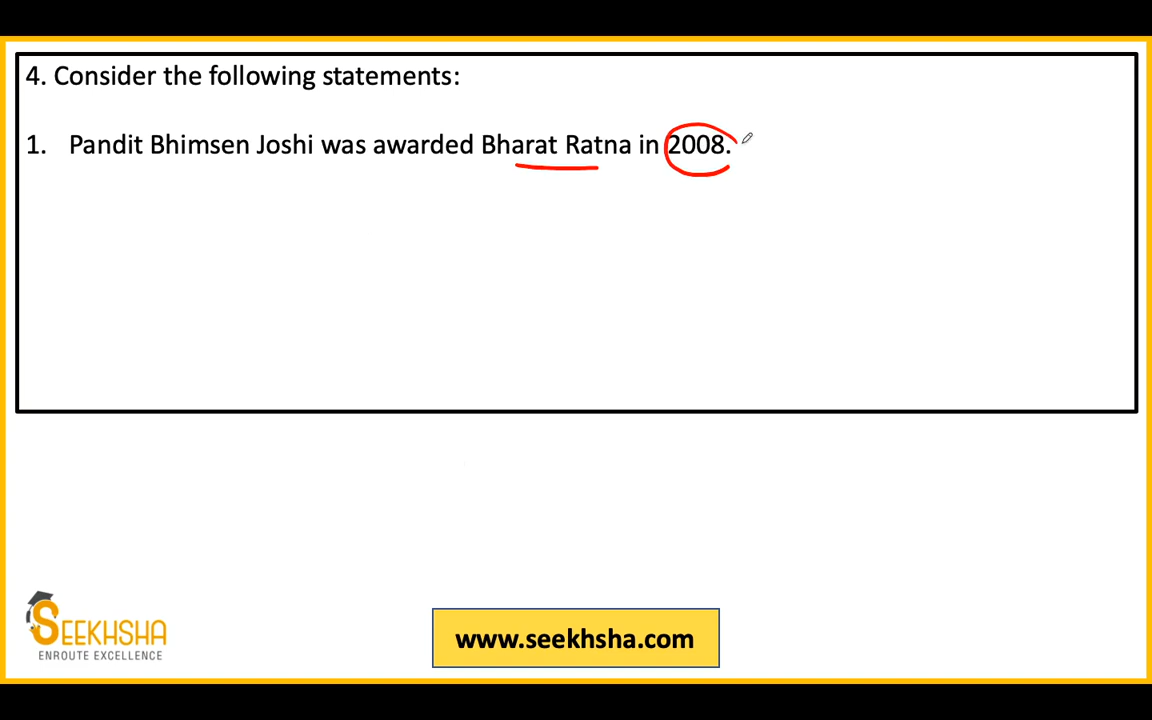 4. Consider the following statements:
1. Pandit Bhimsen Joshi was awarded Bharat Ratna in 2008.
SEEKHSHA
ENROUTE EXCELLENCE
www.seekhsha.com